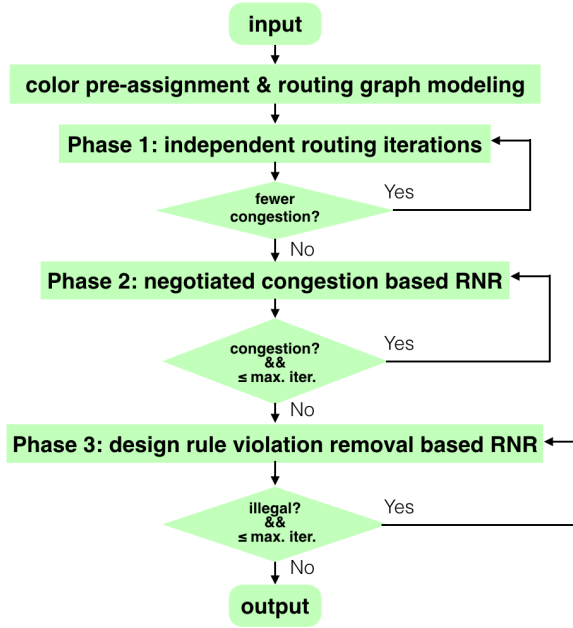 input
color pre-assignment & routing graph modeling
Phase 1: independent routing iterations
fewer
congestion?
Yes
No
Phase 2: negotiated congestion based RNR
congestion?
&&
≤ max. iter.
Yes
No
Phase 3: design rule violation removal based RNR
illegal?
&&
≤ max. iter.
Yes
No
output